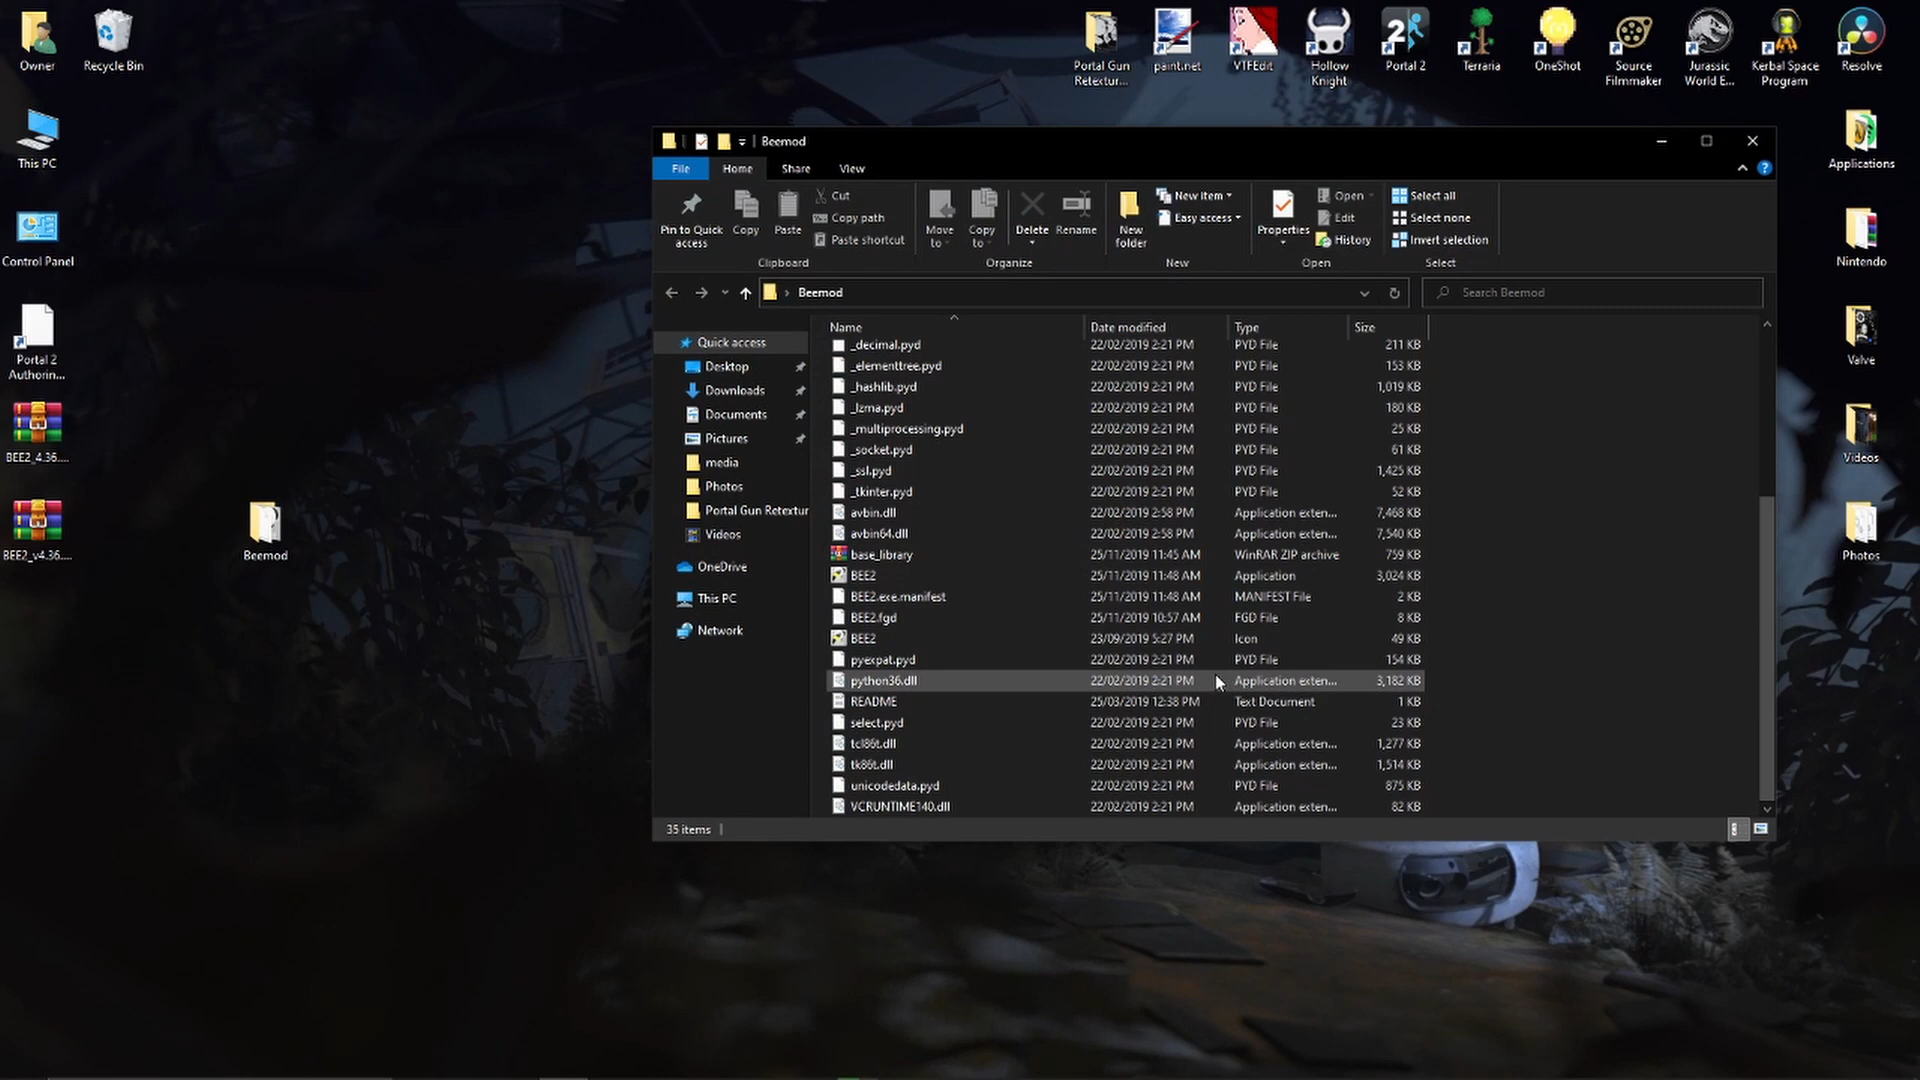 Owner
Recycle Bin
This PC
Control Panel
Portal 2
Authorin...
BEE2_4.36....
BEE2_v4.36....
Beemod
Portal Gun
Retextur...
paint.net
VTFEdit
Hollow
Knight
Portal 2
Terraria
OneShot
Source
Filmmaker
Jurassic
World E...
Kerbal Space
Program
Resolve
Applications
Nintendo
Valve
Videos
Photos
Beemod
File
Home
Share
View
Pin to Quick
access
Copy
Paste
Cut
Copy path
Paste shortcut
Clipboard
Move
to
Copy
to
Delete
Rename
Organize
New
folder
New item
Easy access
New
Properties
Open
Edit
History
Open
Select all
Select none
Invert selection
Select
Beemod
Search Beemod
Quick access
Desktop
Downloads
Documents
Pictures
media
Photos
Portal Gun Retextur
Videos
OneDrive
This PC
Network
Name Date modified Type Size
_decimal.pyd 22/02/2019 2:21 PM PYD File 211 KB
_elementtree.pyd 22/02/2019 2:21 PM PYD File 153 KB
_hashlib.pyd 22/02/2019 2:21 PM PYD File 1,019 KB
_lzma.pyd 22/02/2019 2:21 PM PYD File 180 KB
_multiprocessing.pyd 22/02/2019 2:21 PM PYD File 25 KB
_socket.pyd 22/02/2019 2:21 PM PYD File 61 KB
_ssl.pyd 22/02/2019 2:21 PM PYD File 1,425 KB
_tkinter.pyd 22/02/2019 2:21 PM PYD File 52 KB
avbin.dll 22/02/2019 2:58 PM Application exten... 7,468 KB
avbin64.dll 22/02/2019 2:58 PM Application exten... 7,540 KB
base_library 25/11/2019 11:45 AM WinRAR ZIP archive 759 KB
BEE2 25/11/2019 11:48 AM Application 3,024 KB
BEE2.exe.manifest 25/11/2019 11:48 AM MANIFEST File 2 KB
BEE2.fgd 25/11/2019 10:57 AM FGD File 8 KB
BEE2 23/09/2019 5:27 PM Icon 49 KB
pyexpat.pyd 22/02/2019 2:21 PM PYD File 154 KB
python36.dll 22/02/2019 2:21 PM Application exten... 3,182 KB
README 25/03/2019 12:38 PM Text Document 1 KB
select.pyd 22/02/2019 2:21 PM PYD File 23 KB
tcl86t.dll 22/02/2019 2:21 PM Application exten... 1,277 KB
tk86t.dll 22/02/2019 2:21 PM Application exten... 1,514 KB
unicodedata.pyd 22/02/2019 2:21 PM PYD File 875 KB
VCRUNTIME140.dll 22/02/2019 2:21 PM Application exten... 82 KB
35 items